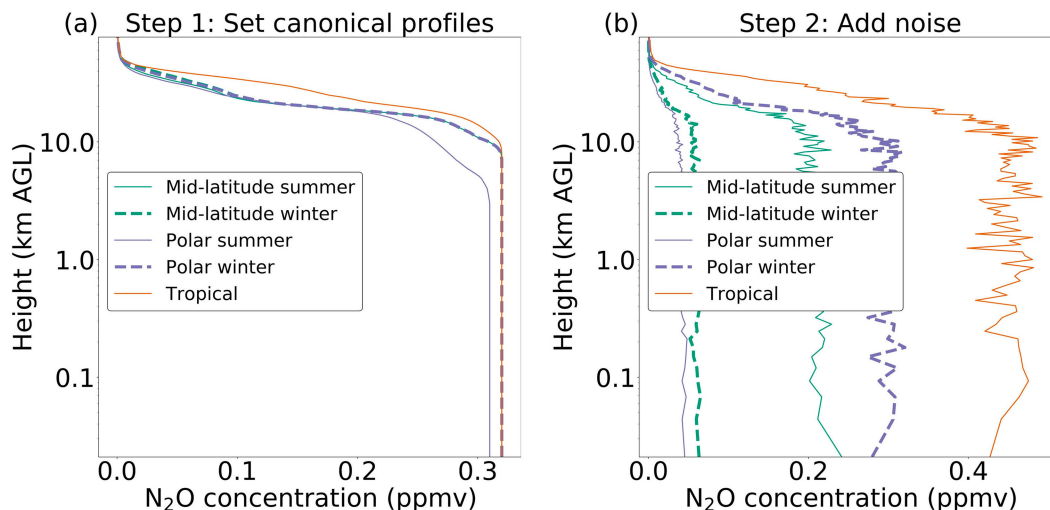 (a) Step 1: Set canonical profiles
Height (km AGL)
10.0
1.0
0.1
Mid-latitude summer
Mid-latitude winter
Polar summer
Polar winter
Tropical
0.0 0.1 0.2 0.3
N₂O concentration (ppmv)
(b) Step 2: Add noise
Height (km AGL)
10.0
1.0
0.1
Mid-latitude summer
Mid-latitude winter
Polar summer
Polar winter
Tropical
0.0 0.2 0.4
N₂O concentration (ppmv)